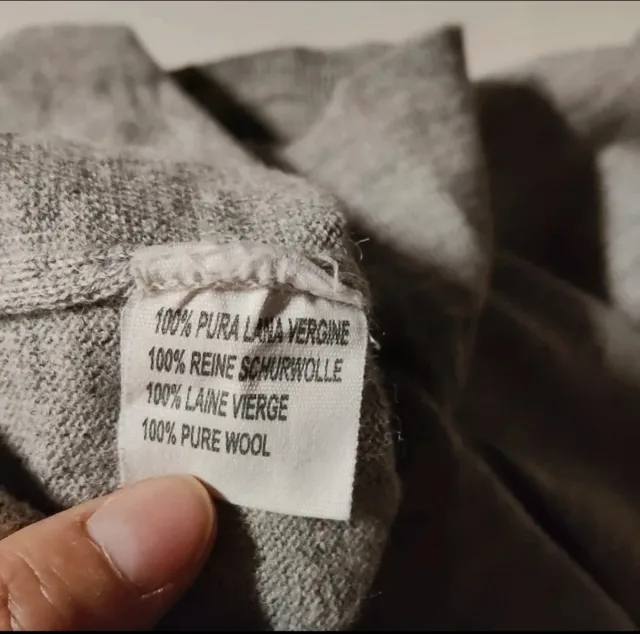 100% PURA LANA VERGINE
100% REINE SCHURWOLLE
100% LAINE VIERGE
100% PURE WOOL